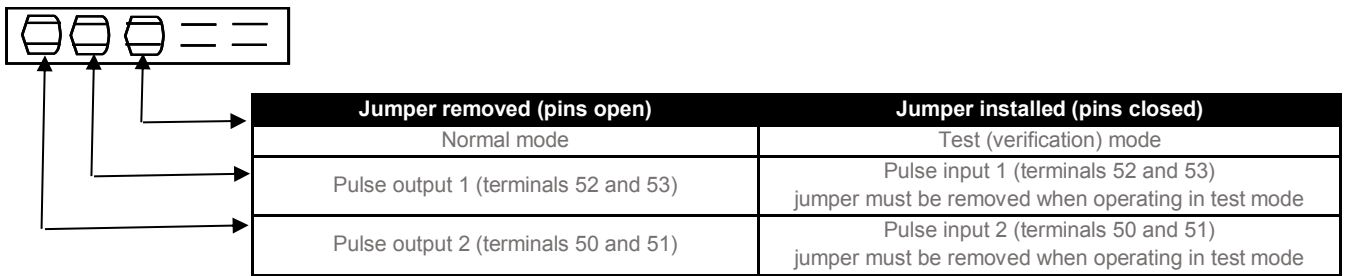 Jumper removed (pins open) Jumper installed (pins closed)
Normal mode Test (verification) mode
Pulse output 1 (terminals 52 and 53) Pulse input 1 (terminals 52 and 53)
jumper must be removed when operating in test mode
Pulse output 2 (terminals 50 and 51) Pulse input 2 (terminals 50 and 51)
jumper must be removed when operating in test mode